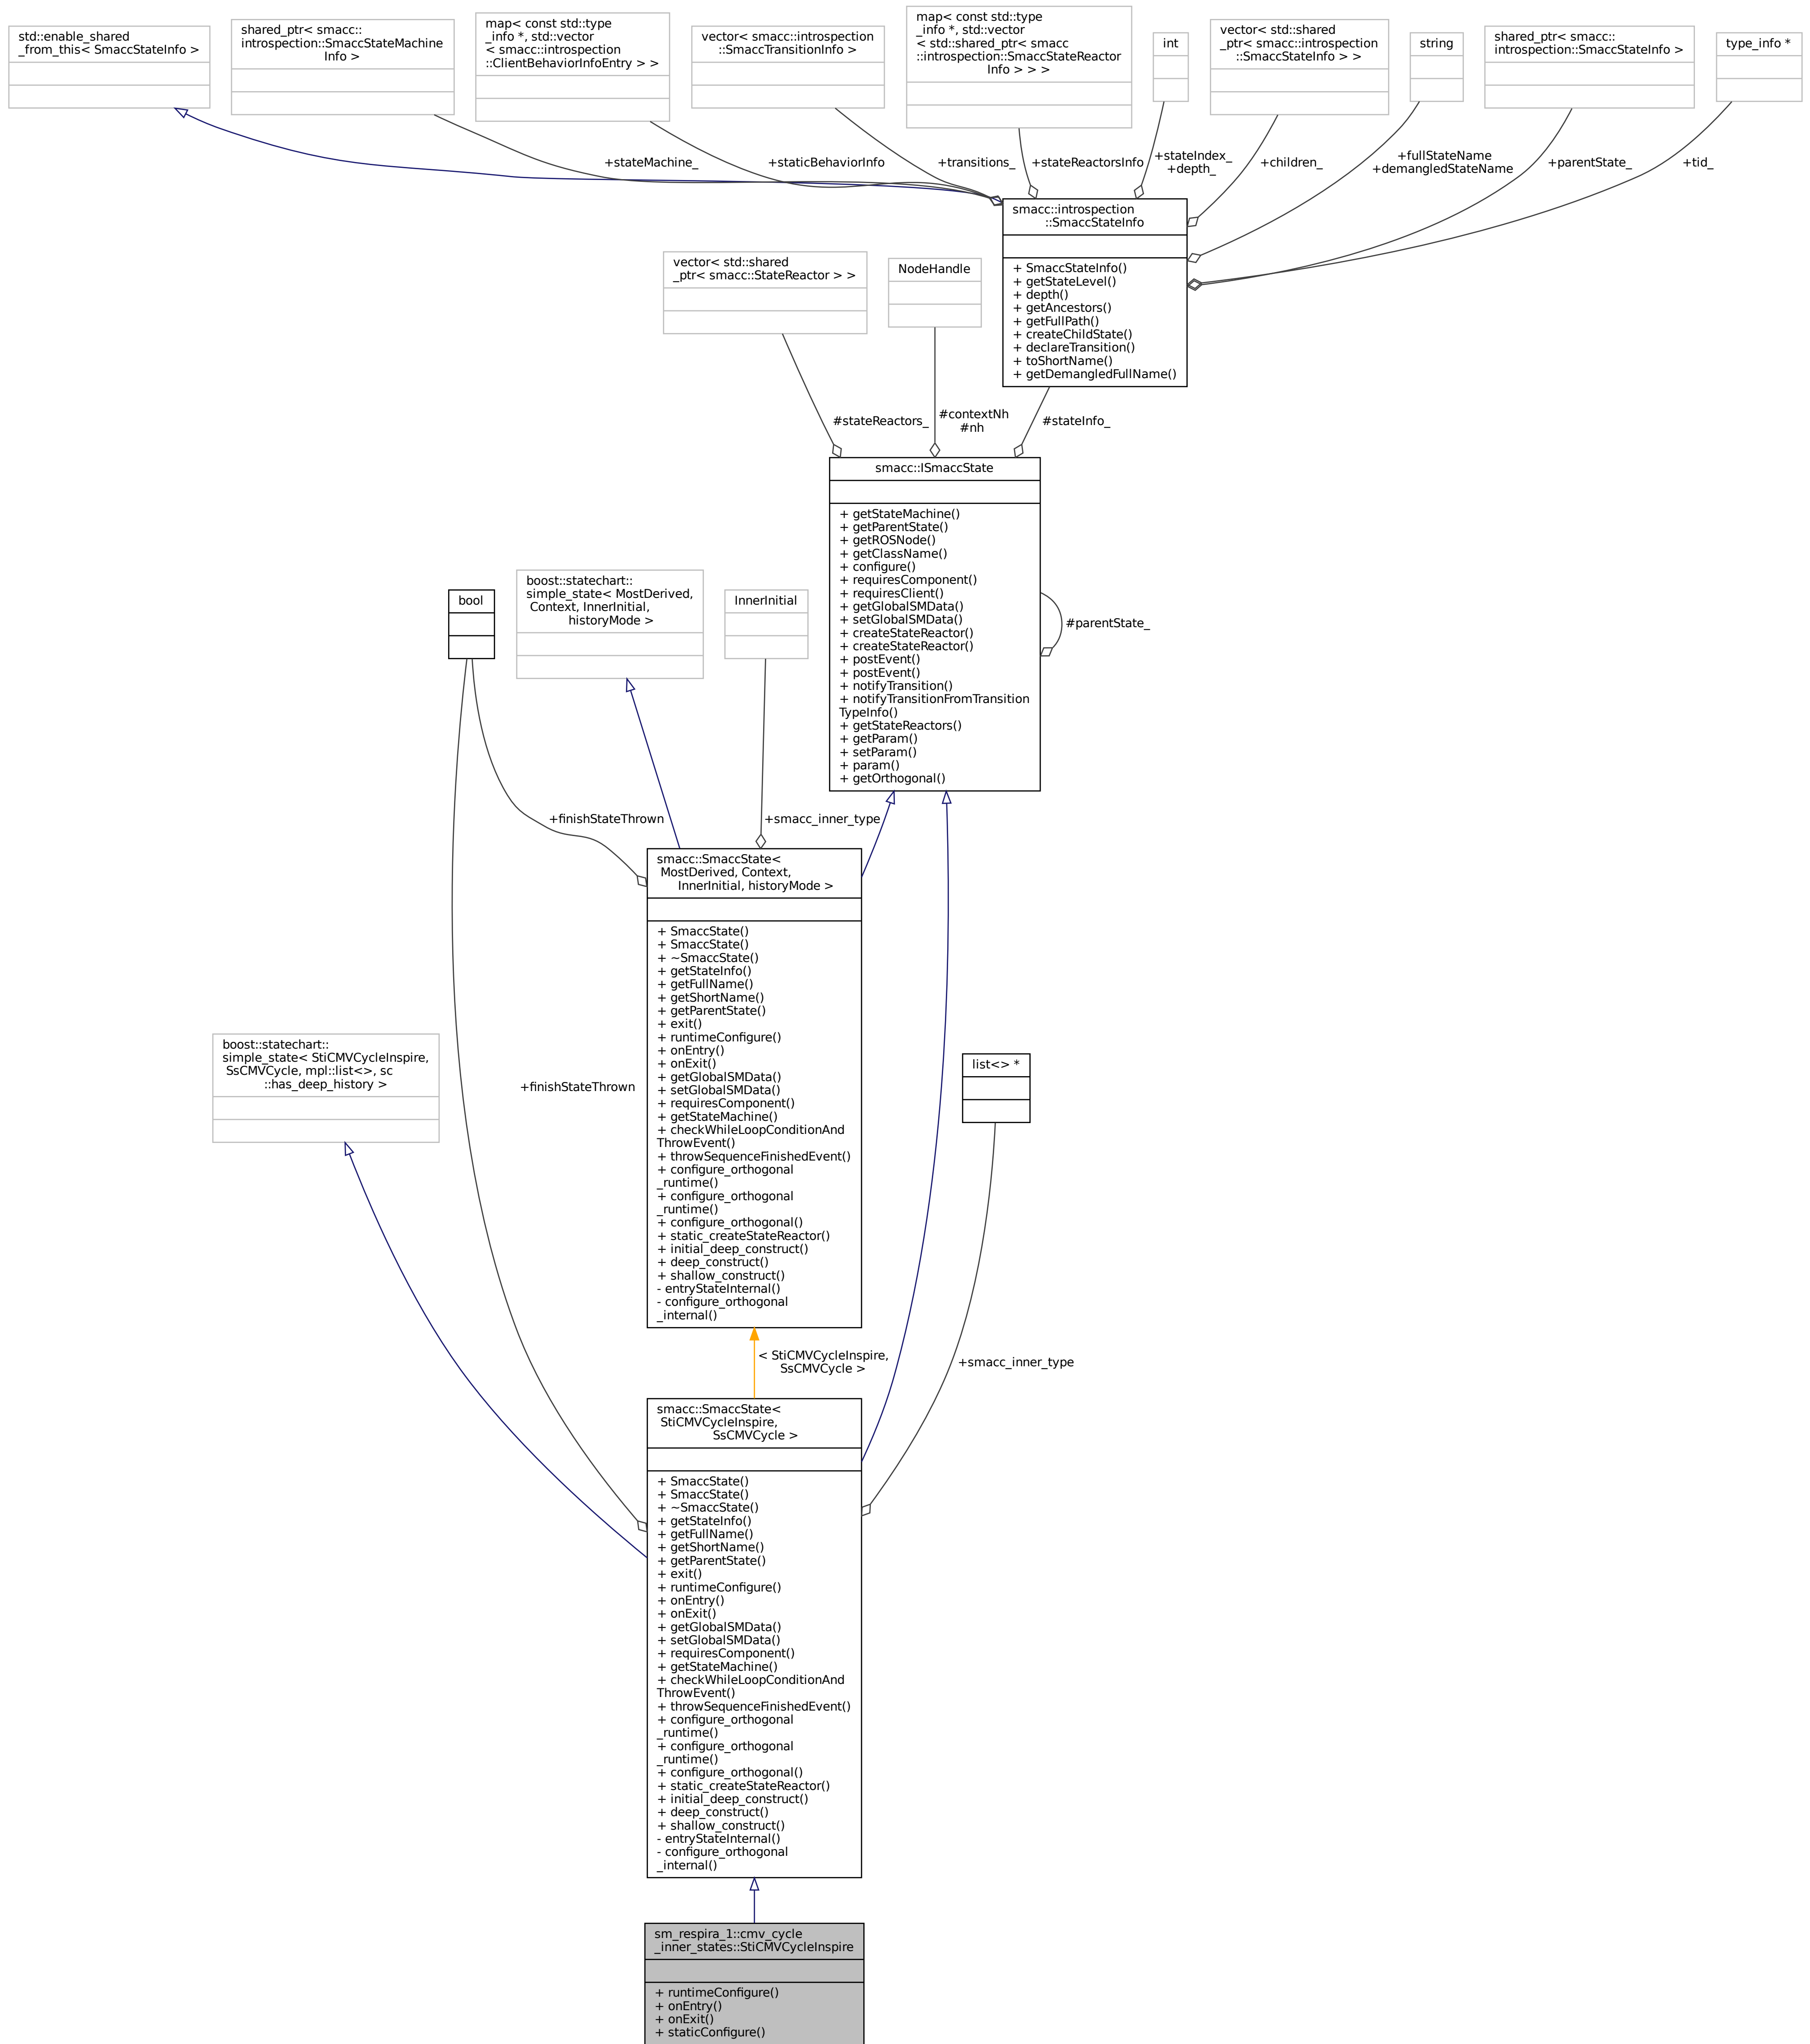 std::enable_shared
_from_this< SmaccStateInfo >
shared_ptr< smacc::
introspection::SmaccStateMachine
Info >
map< const std::type
_info *, std::vector
< smacc::introspection
::ClientBehaviorInfoEntry > >
vector< smacc::introspection
::SmaccTransitionInfo >
map< const std::type
_info *, std::vector
< std::shared_ptr< smacc
::introspection::SmaccStateReactor
Info > > >
int
vector< std::shared
_ptr< smacc::introspection
::SmaccStateInfo > >
string
shared_ptr< smacc::
introspection::SmaccStateInfo >
type_info *
+stateMachine_
+staticBehaviorInfo
+transitions_
+stateReactorsInfo
+stateIndex_
+depth_
+children_
+fullStateName
+demangledStateName
+parentState_
+tid_
smacc::introspection
::SmaccStateInfo
+ SmaccStateInfo()
+ getStateLevel()
+ depth()
+ getAncestors()
+ getFullPath()
+ createChildState()
+ declareTransition()
+ toShortName()
+ getDemangledFullName()
vector< std::shared
_ptr< smacc::StateReactor > >
NodeHandle
#stateReactors_
#contextNh
#nh
#stateInfo_
smacc::ISmaccState
+ getStateMachine()
+ getParentState()
+ getROSNode()
+ getClassName()
+ configure()
+ requiresComponent()
+ requiresClient()
+ getGlobalSMData()
+ setGlobalSMData()
+ createStateReactor()
+ createStateReactor()
+ postEvent()
+ postEvent()
+ notifyTransition()
+ notifyTransitionFromTransition
TypeInfo()
+ getStateReactors()
+ getParam()
+ setParam()
+ param()
+ getOrthogonal()
#parentState_
bool
boost::statechart::
simple_state< MostDerived,
Context, InnerInitial,
historyMode >
InnerInitial
+finishStateThrown
+smacc_inner_type
smacc::SmaccState<
MostDerived, Context,
InnerInitial, historyMode >
+ SmaccState()
+ SmaccState()
+ ~SmaccState()
+ getStateInfo()
+ getFullName()
+ getShortName()
+ getParentState()
+ exit()
+ runtimeConfigure()
+ onEntry()
+ onExit()
+ getGlobalSMData()
+ setGlobalSMData()
+ requiresComponent()
+ getStateMachine()
+ checkWhileLoopConditionAnd
ThrowEvent()
+ throwSequenceFinishedEvent()
+ configure_orthogonal
_runtime()
+ configure_orthogonal
_runtime()
+ configure_orthogonal()
+ static_createStateReactor()
+ initial_deep_construct()
+ deep_construct()
+ shallow_construct()
- entryStateInternal()
- configure_orthogonal
_internal()
boost::statechart::
simple_state< StiCMVCycleInspire,
SsCMVCycle, mpl::list<>, sc
::has_deep_history >
+finishStateThrown
list<> *
< StiCMVCycleInspire,
SsCMVCycle >
+smacc_inner_type
smacc::SmaccState<
StiCMVCycleInspire,
SsCMVCycle >
+ SmaccState()
+ SmaccState()
+ ~SmaccState()
+ getStateInfo()
+ getFullName()
+ getShortName()
+ getParentState()
+ exit()
+ runtimeConfigure()
+ onEntry()
+ onExit()
+ getGlobalSMData()
+ setGlobalSMData()
+ requiresComponent()
+ getStateMachine()
+ checkWhileLoopConditionAnd
ThrowEvent()
+ throwSequenceFinishedEvent()
+ configure_orthogonal
_runtime()
+ configure_orthogonal
_runtime()
+ configure_orthogonal()
+ static_createStateReactor()
+ initial_deep_construct()
+ deep_construct()
+ shallow_construct()
- entryStateInternal()
- configure_orthogonal
_internal()
sm_respira_1::cmv_cycle
_inner_states::StiCMVCycleInspire
+ runtimeConfigure()
+ onEntry()
+ onExit()
+ staticConfigure()